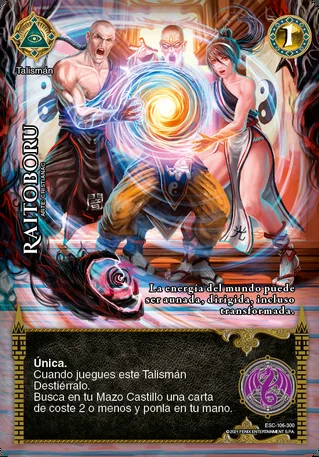 1
Talismán
RAITOBORU
ARTE: CRISTIANCHO
La energía del mundo puede
ser aunada, dirigida, incluso
transformada.
Única.
Cuando juegues este Talismán
Destiérralo.
Busca en tu Mazo Castillo una carta
de coste 2 o menos y ponla en tu mano.
ESC-106-300
©2021 FENIX ENTERTAINMENT S.P.A.